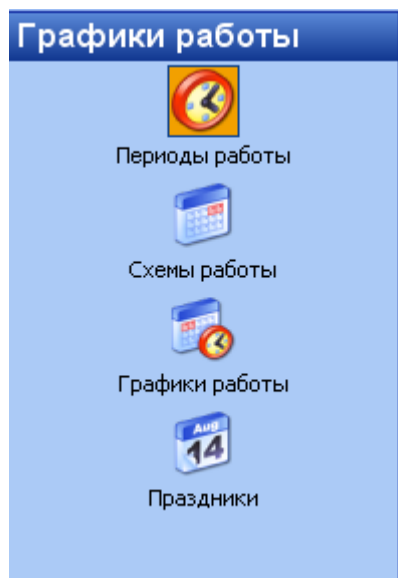 Графики работы
Периоды работы
Схемы работы
Графики работы
Aug
14
Праздники